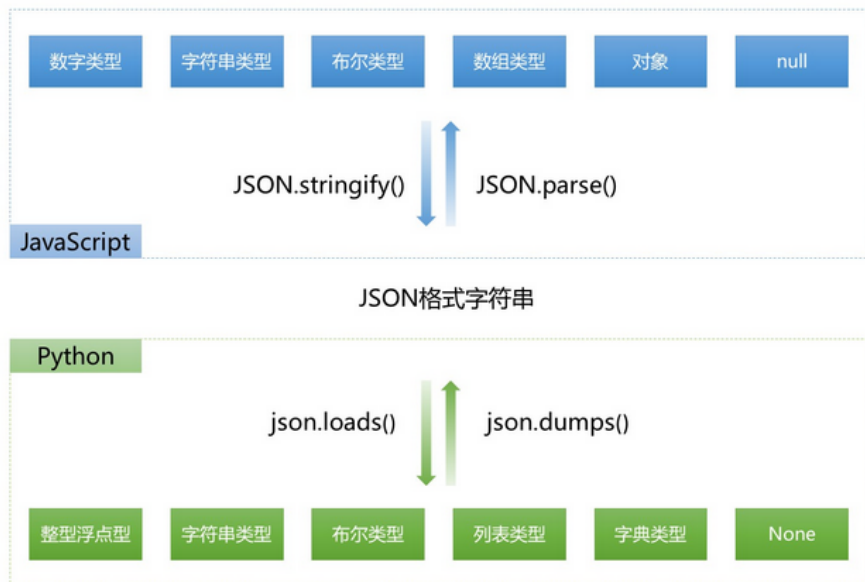 数字类型 字符串类型 布尔类型 数组类型 对象 null
JSON.stringify() JSON.parse()
JavaScript
JSON格式字符串
Python
json.loads() json.dumps()
整型浮点型 字符串类型 布尔类型 列表类型 字典类型 None